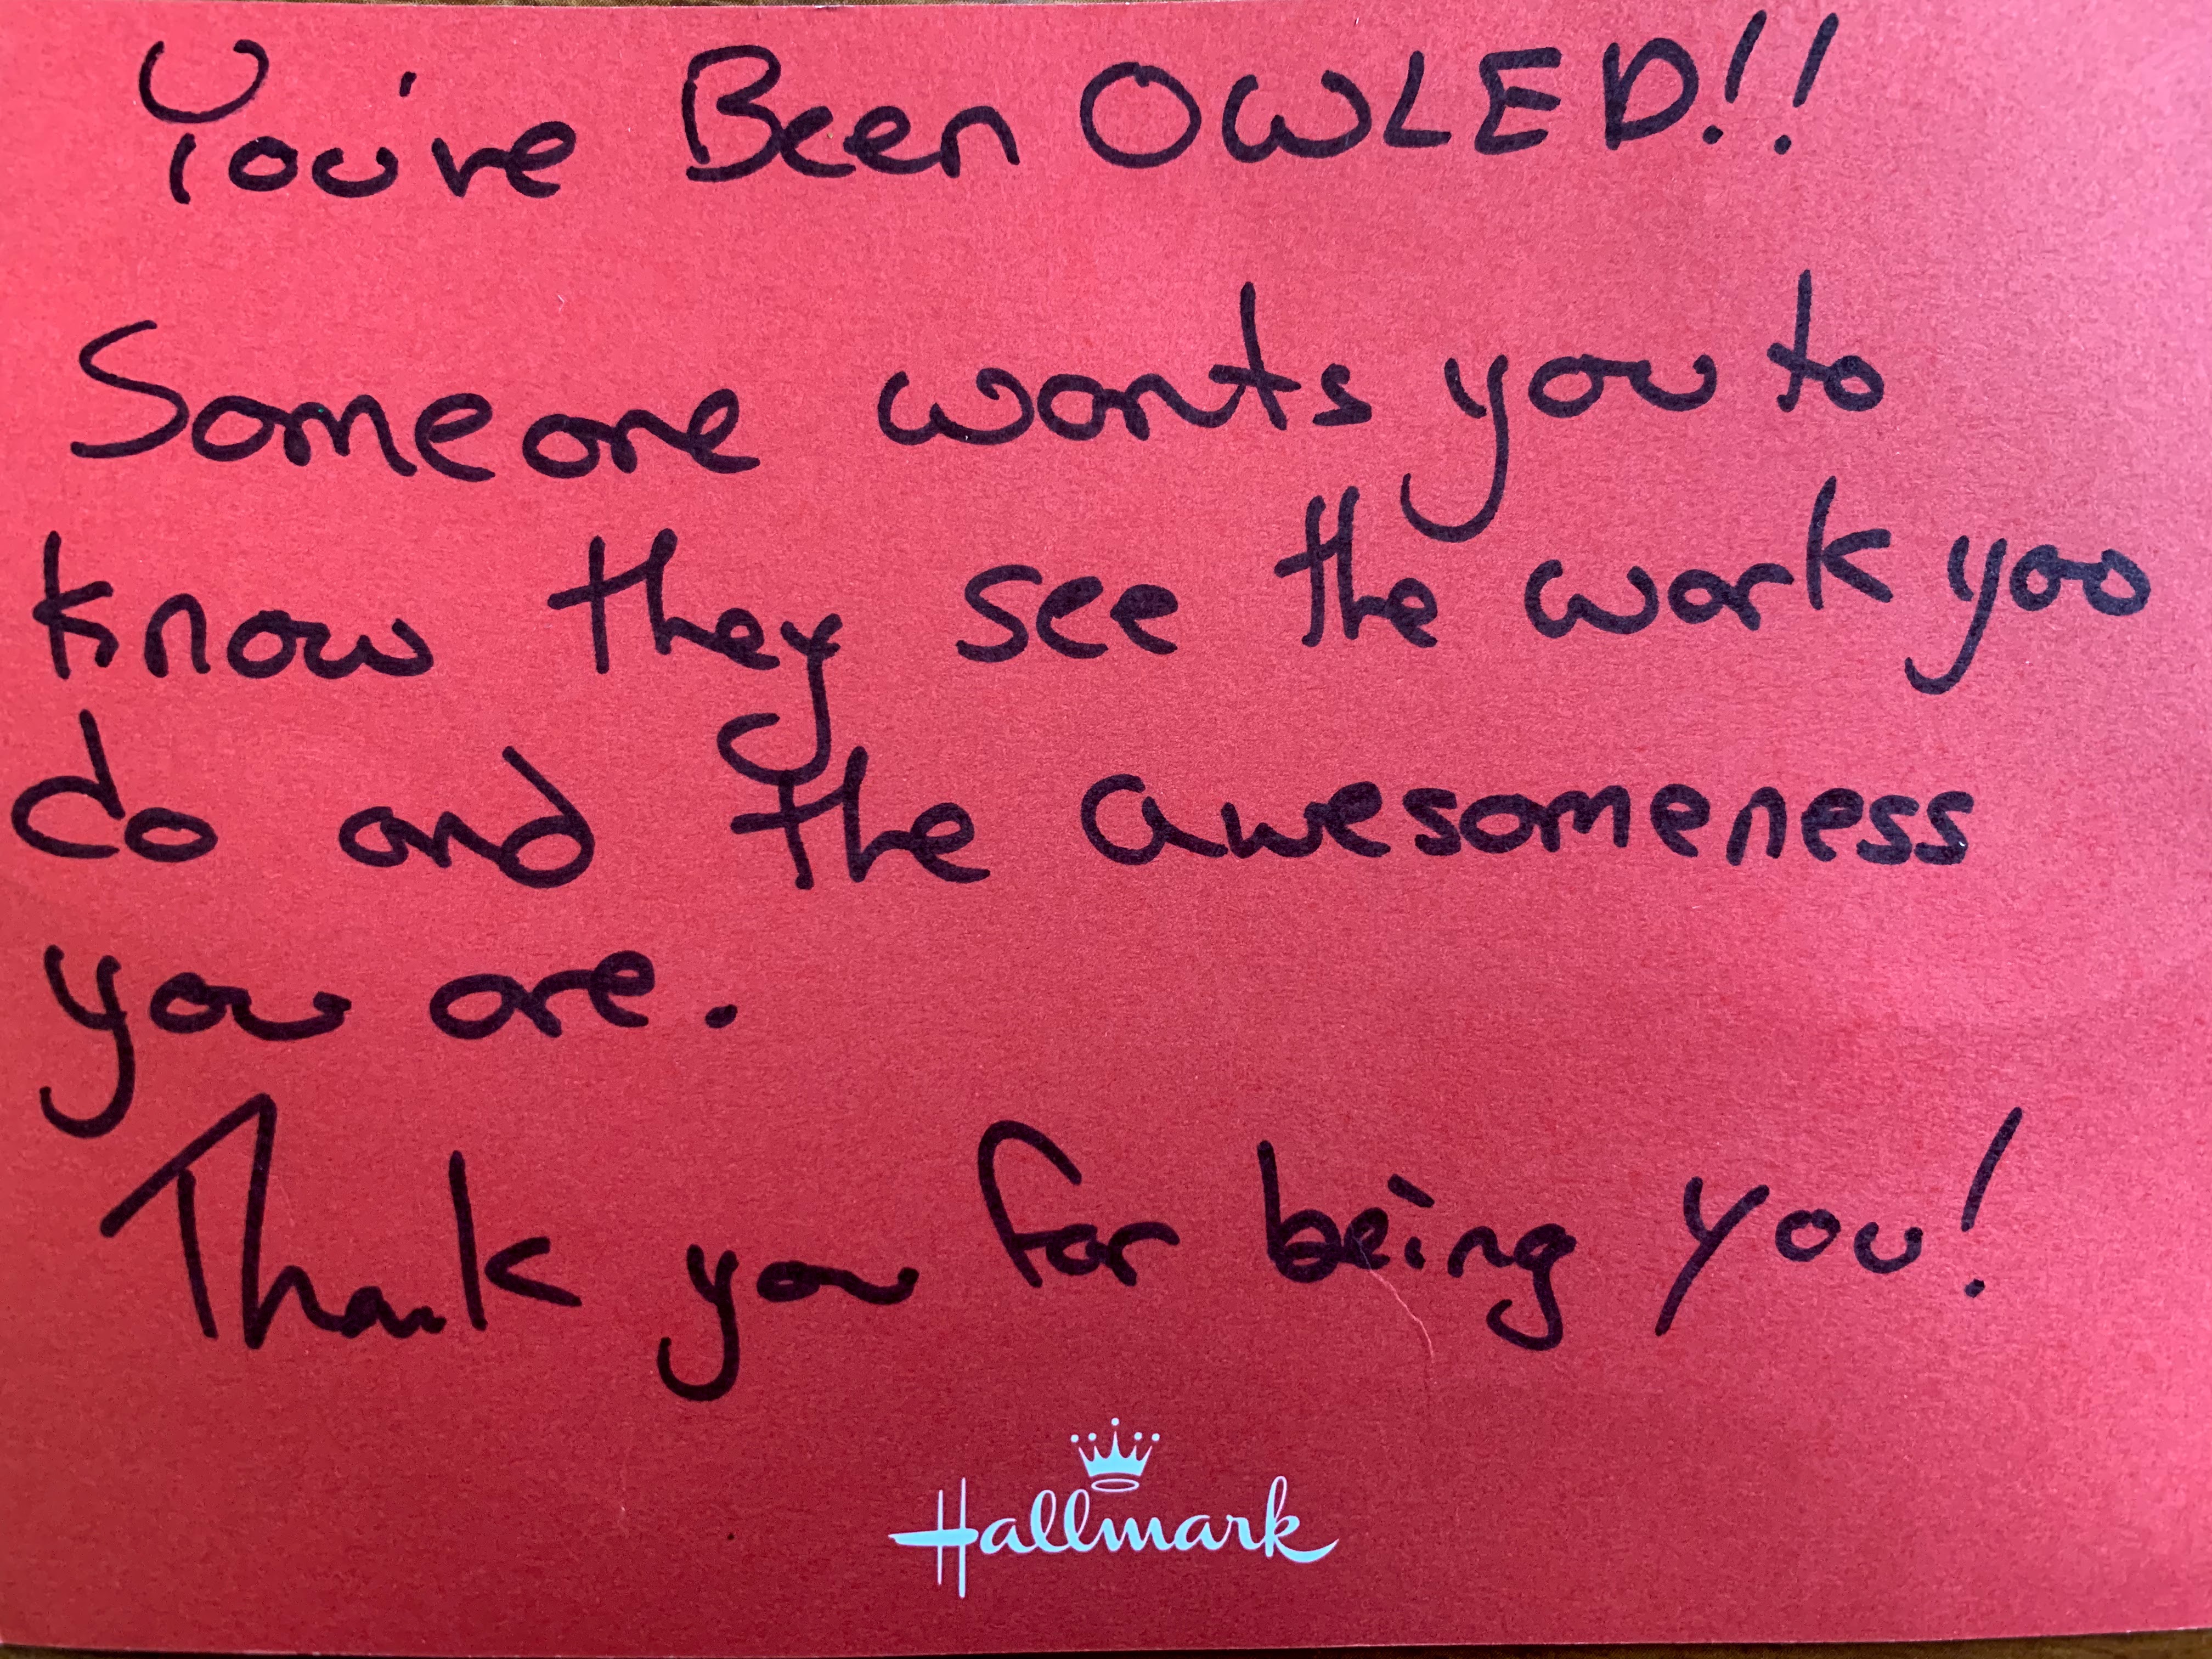 You've Been OWLED!!
Someone wants you to
know they see the work you
do and the awesomeness
you are.
Thank you for being you!
Hallmark